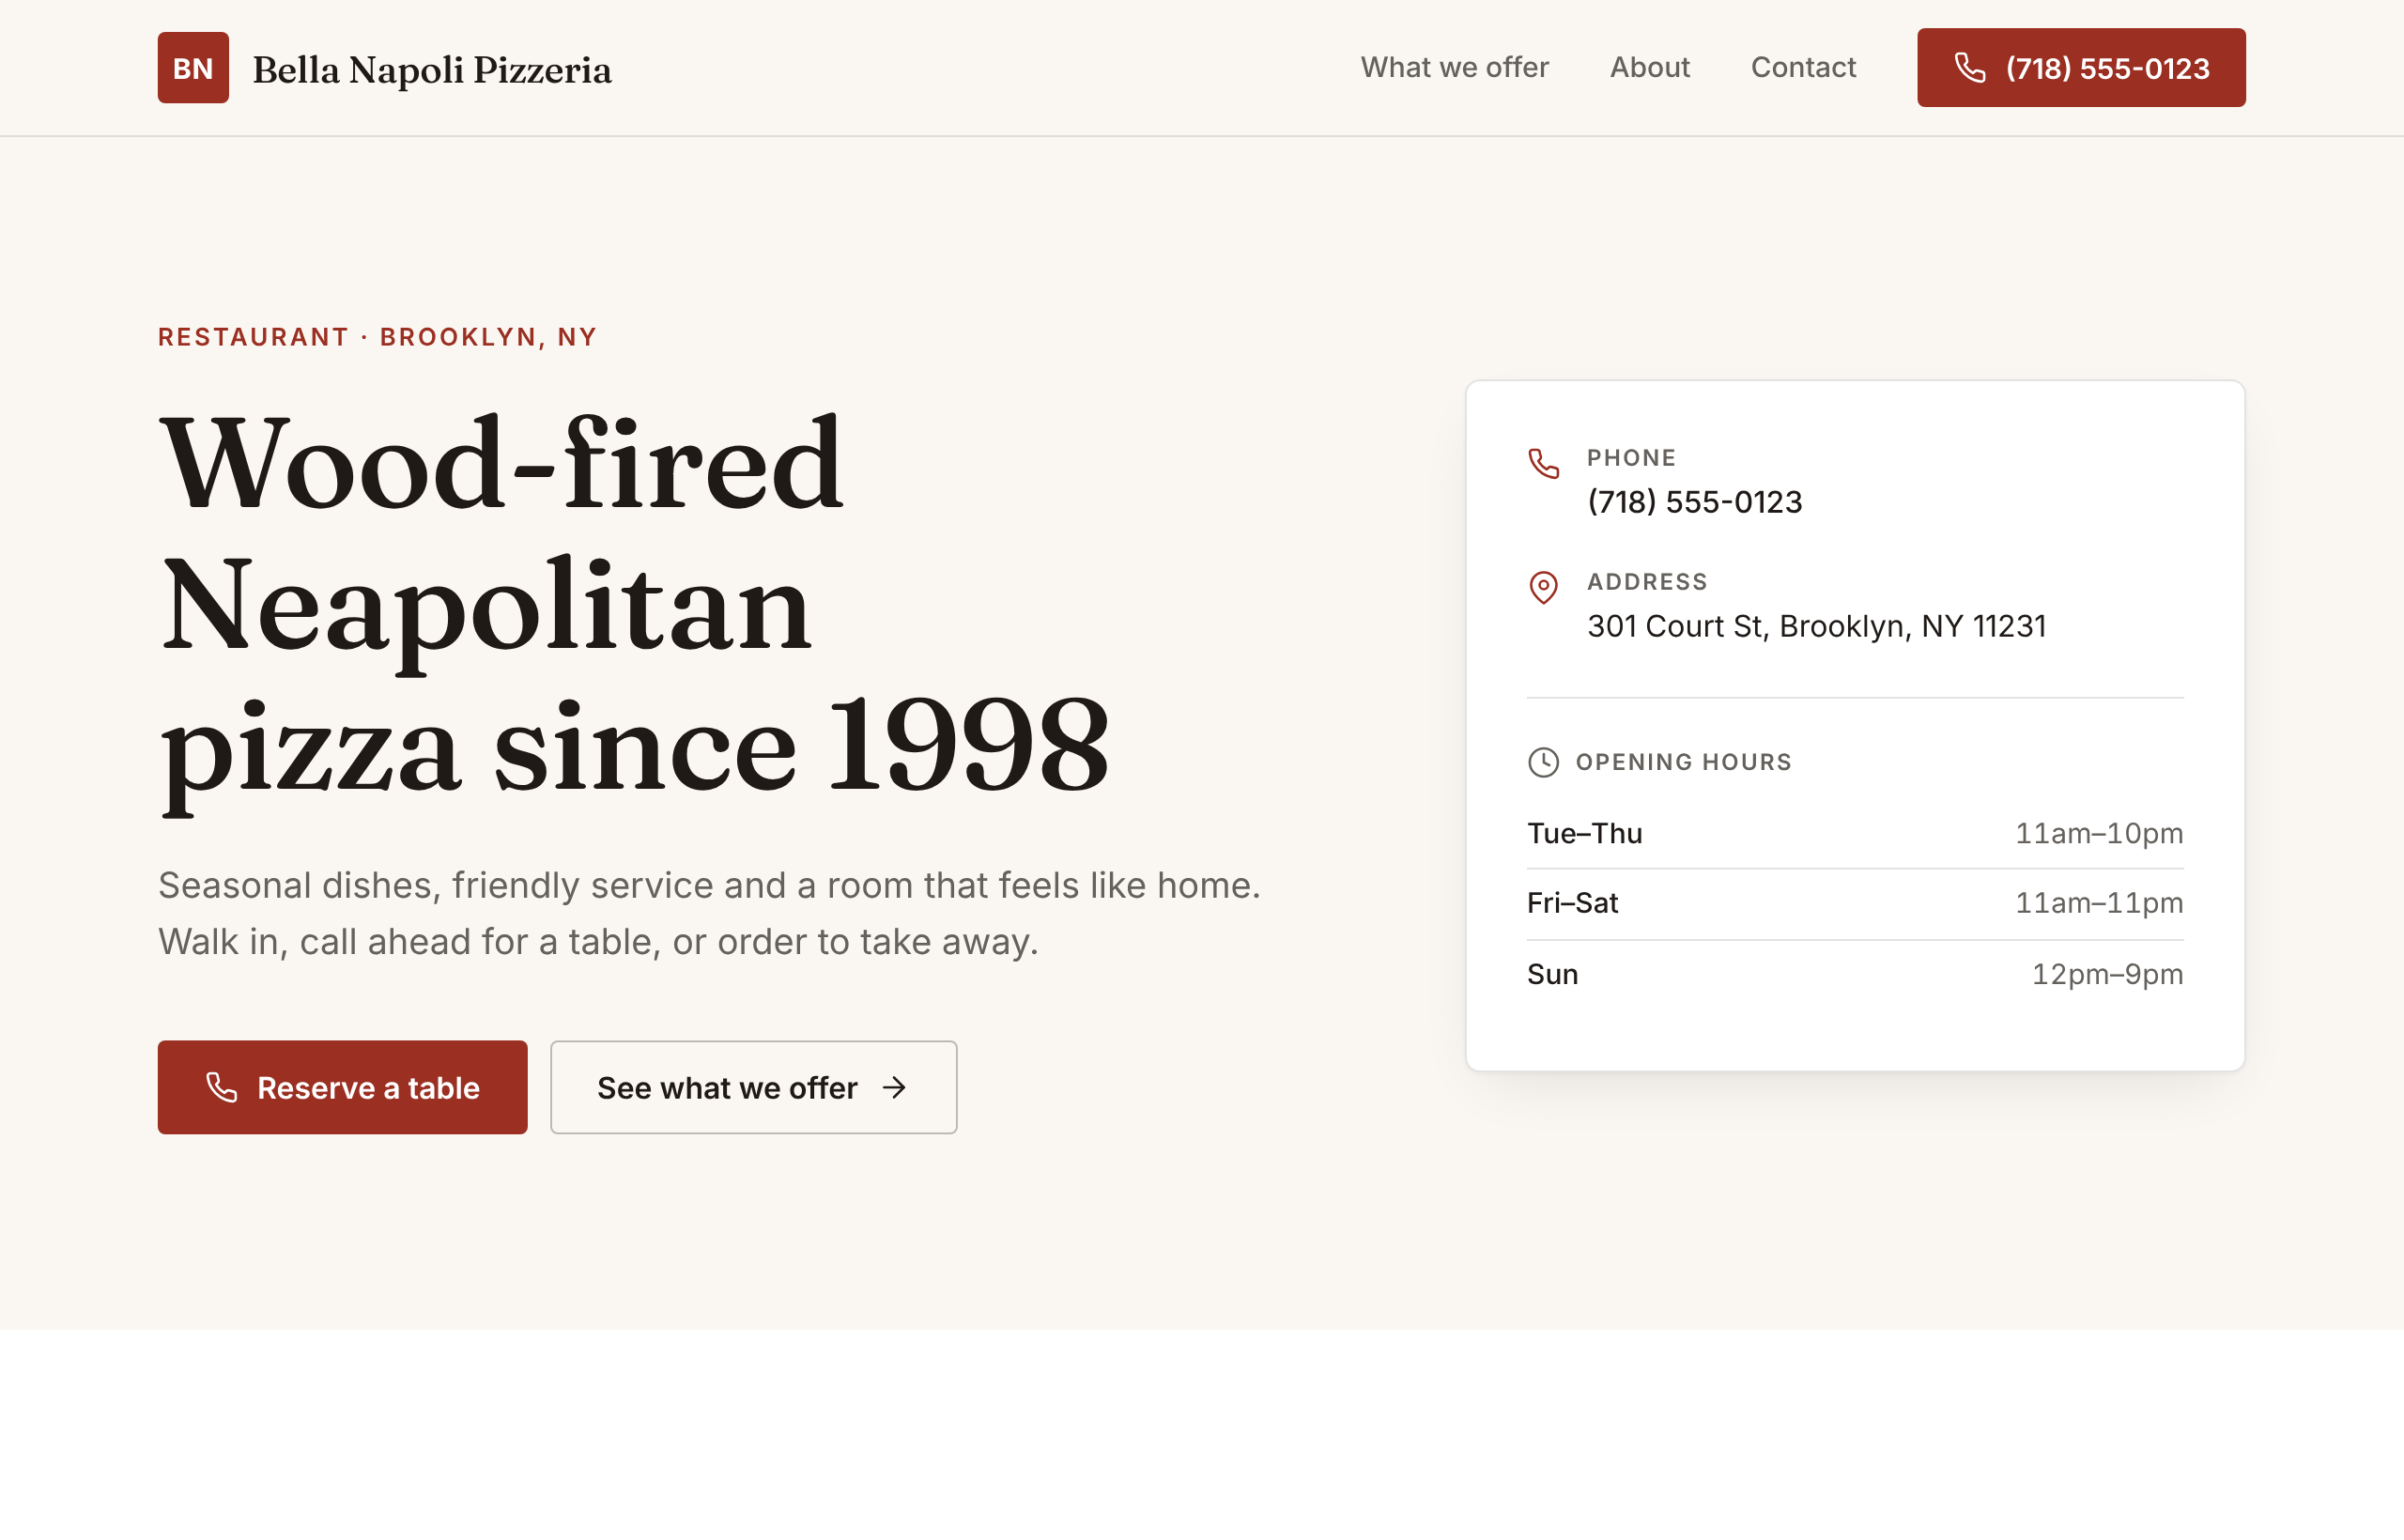 BN
Bella Napoli Pizzeria
What we offer
About
Contact
(718) 555-0123
RESTAURANT · BROOKLYN, NY
Wood-fired
Neapolitan
pizza since 1998
Seasonal dishes, friendly service and a room that feels like home.
Walk in, call ahead for a table, or order to take away.
Reserve a table
See what we offer →
PHONE
(718) 555-0123
ADDRESS
301 Court St, Brooklyn, NY 11231
OPENING HOURS
Tue–Thu 11am–10pm
Fri–Sat 11am–11pm
Sun 12pm–9pm